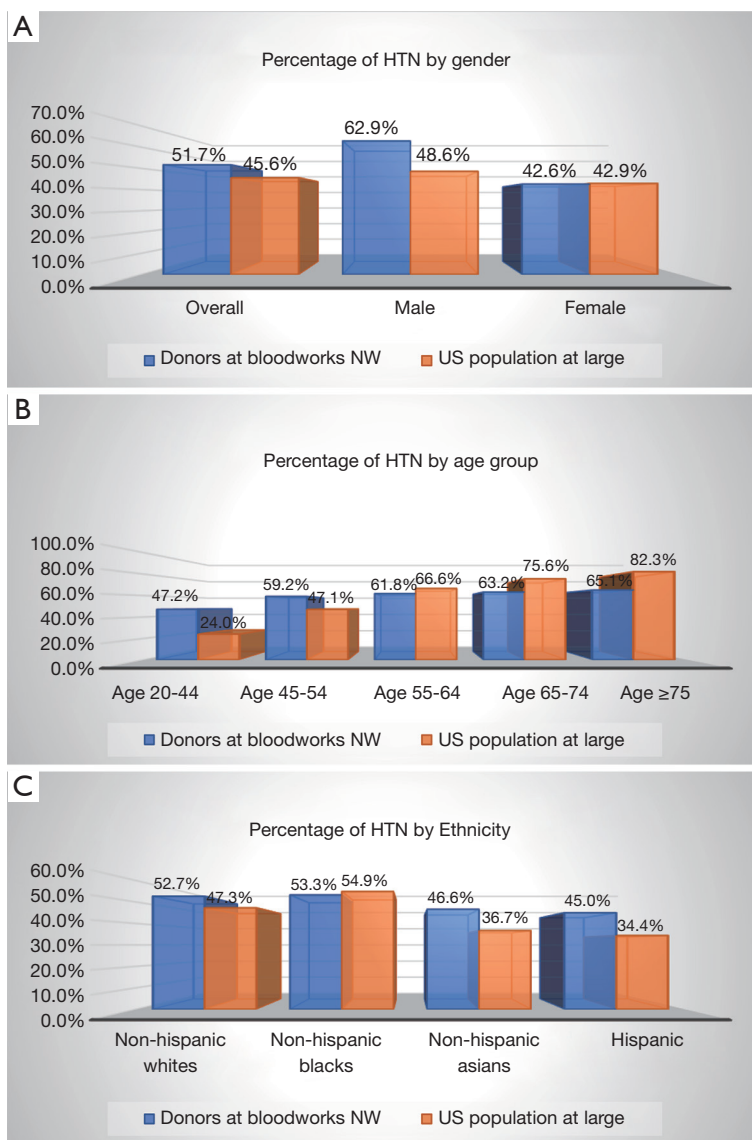 A
Percentage of HTN by gender
70.0%
60.0%
50.0%
40.0%
30.0%
20.0%
10.0%
0.0%
51.7%
45.6%
62.9%
48.6%
42.6%
42.9%
Overall
Male
Female
Donors at bloodworks NW
US population at large
B
Percentage of HTN by age group
100.0%
80.0%
60.0%
40.0%
20.0%
0.0%
47.2%
24.0%
59.2%
47.1%
61.8%
66.6%
63.2%
75.6%
65.1%
82.3%
Age 20-44
Age 45-54
Age 55-64
Age 65-74
Age ≥75
Donors at bloodworks NW
US population at large
C
Percentage of HTN by Ethnicity
60.0%
50.0%
40.0%
30.0%
20.0%
10.0%
0.0%
52.7%
47.3%
53.3%
54.9%
46.6%
36.7%
45.0%
34.4%
Non-hispanic
whites
Non-hispanic
blacks
Non-hispanic
asians
Hispanic
Donors at bloodworks NW
US population at large